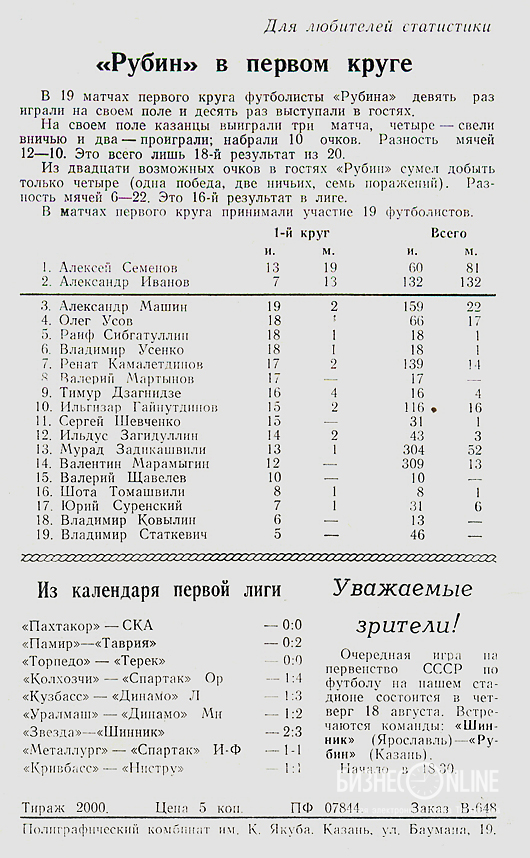 Для любителей статистики
«Рубин» в первом круге
В 19 матчах первого круга футболисты «Рубина» девять раз
играли на своем поле и десять раз выступали в гостях.
На своем поле казанцы выиграли три матча, четыре — свели
вничью и два — проиграли; набрали 10 очков. Разность мячей
12—10. Это всего лишь 18-й результат из 20.
Из двадцати возможных очков в гостях «Рубин» сумел добыть
только четыре (одна победа, две ничьих, семь поражений). Раз-
ность мячей 6—22. Это 16-й результат в лиге.
В матчах первого круга принимали участие 19 футболистов.
1-й круг Всего
и. м. и. м.
1. Алексей Семенов 13 19 60 81
2. Александр Иванов 7 13 132 132
3. Александр Машин 19 2 159 22
4. Олег Усов 18 1 66 17
5. Раиф Сибгатуллин 18 1 18 1
6. Владимир Усенко 18 1 18 1
7. Ренат Камалетдинов 17 2 139 14
8 Валерий Мартынов 17 — 17 —
9. Тимур Дзагнидзе 16 4 16 4
10. Ильгизар Гайнутдинов 15 2 116 16
11. Сергей Шевченко 15 — 31 1
12. Ильдус Загидуллин 14 2 43 3
13. Мурад Задикашвили 13 1 304 52
14. Валентин Марамыгин 12 — 309 13
15. Валерий Щавелев 10 — 10 —
16. Шота Томашвили 8 1 8 1
17. Юрий Суренский 7 1 31 6
18. Владимир Ковылин 6 — 13 —
19. Владимир Статкевич 5 — 46 —
Из календаря первой лиги
«Пахтакор» — СКА — 0:0
«Памир»—«Таврия» — 0:2
«Торпедо» — «Терек» — 0:0
«Колхозчи» — «Спартак» Ор — 1:4
«Кузбасс» — «Динамо» Л — 1:3
«Уралмаш» — «Динамо» Мн — 1:2
«Звезда»—«Шинник» — 2:3
«Металлург» — «Спартак» И-Ф — 1-1
«Кривбасс» — «Нистру» — 1:1
Уважаемые
зрители!
Очередная игра на
первенство СССР по
футболу на нашем ста-
дионе состоится в чет-
верг 18 августа. Встре-
чаются команды: «Шин-
ник» (Ярославль)—«Ру-
бин» (Казань).
Начало в 18.30.
БИЗНЕС ONLINE
Тираж 2000. Цена 5 коп. ПФ 07844. Заказ В-648
Полиграфический комбинат им. К. Якуба. Казань, ул. Баумана, 19.